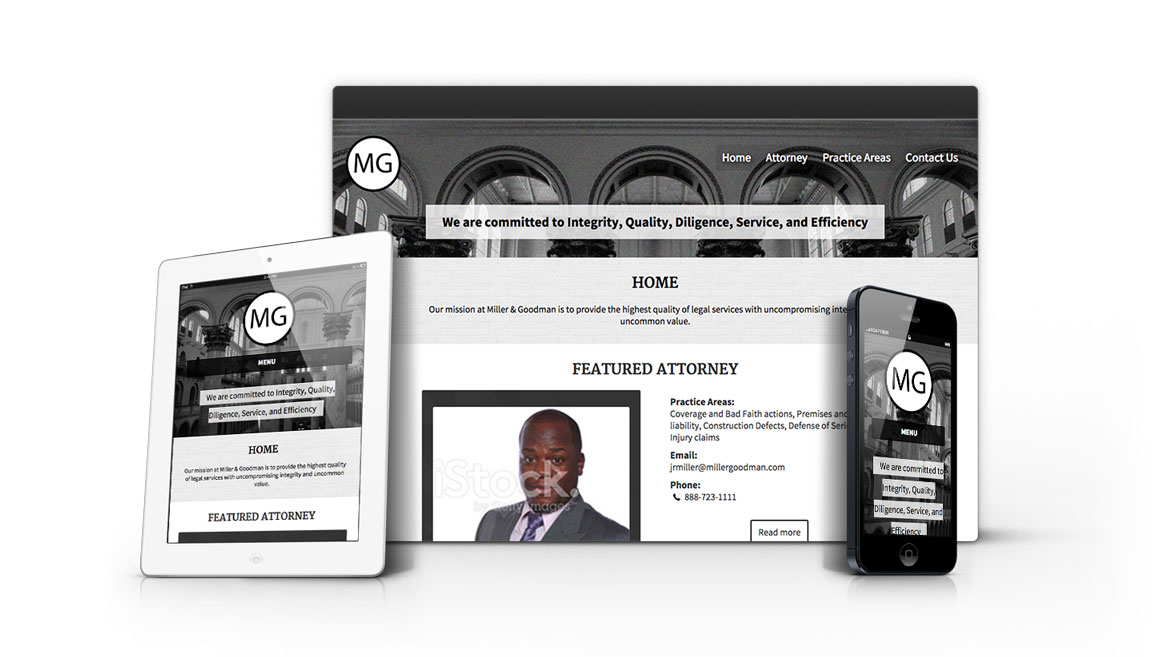 MG
Home Attorney Practice Areas Contact Us
We are committed to Integrity, Quality, Diligence, Service, and Efficiency
HOME
Our mission at Miller & Goodman is to provide the highest quality of legal services with uncompromising
uncommon value.
FEATURED ATTORNEY
Practice Areas:
Coverage and Bad Faith actions, Premises and
liability, Construction Defects, Defense of
Injury claims
Email:
jrmiller@millergoodman.com
Phone:
888-723-1111
Read more
iStock.
by Getty Images
MG
MENU
We are committed to Integrity, Quality,
Diligence, Service, and Efficiency
HOME
Our mission at Miller & Goodman is to provide the highest quality
of legal services with uncompromising integrity and uncommon
value.
FEATURED ATTORNEY
MG
MENU
We are committed to
Integrity, Quality,
Diligence, Service, and
Efficiency